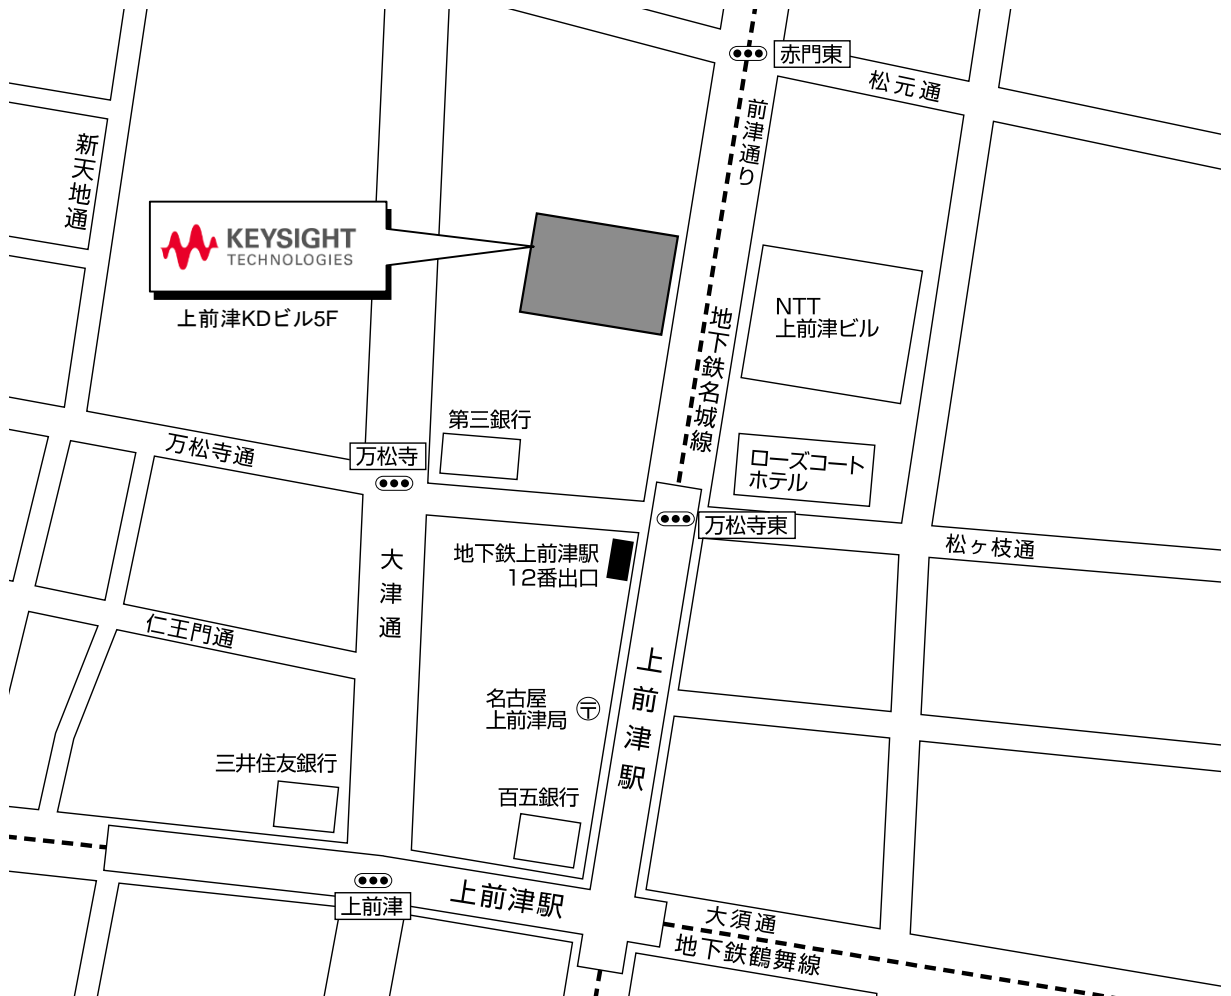 赤門東
松元通
前津通り
新天地通
KEYSIGHT
TECHNOLOGIES
上前津KDビル5F
NTT
上前津ビル
地下鉄名城線
第三銀行
万松寺通
万松寺
ローズコート
ホテル
万松寺東
松ヶ枝通
地下鉄上前津駅
12番出口
大津通
仁王門通
上前津駅
名古屋
上前津局
三井住友銀行
百五銀行
上前津
上前津駅
大須通
地下鉄鶴舞線